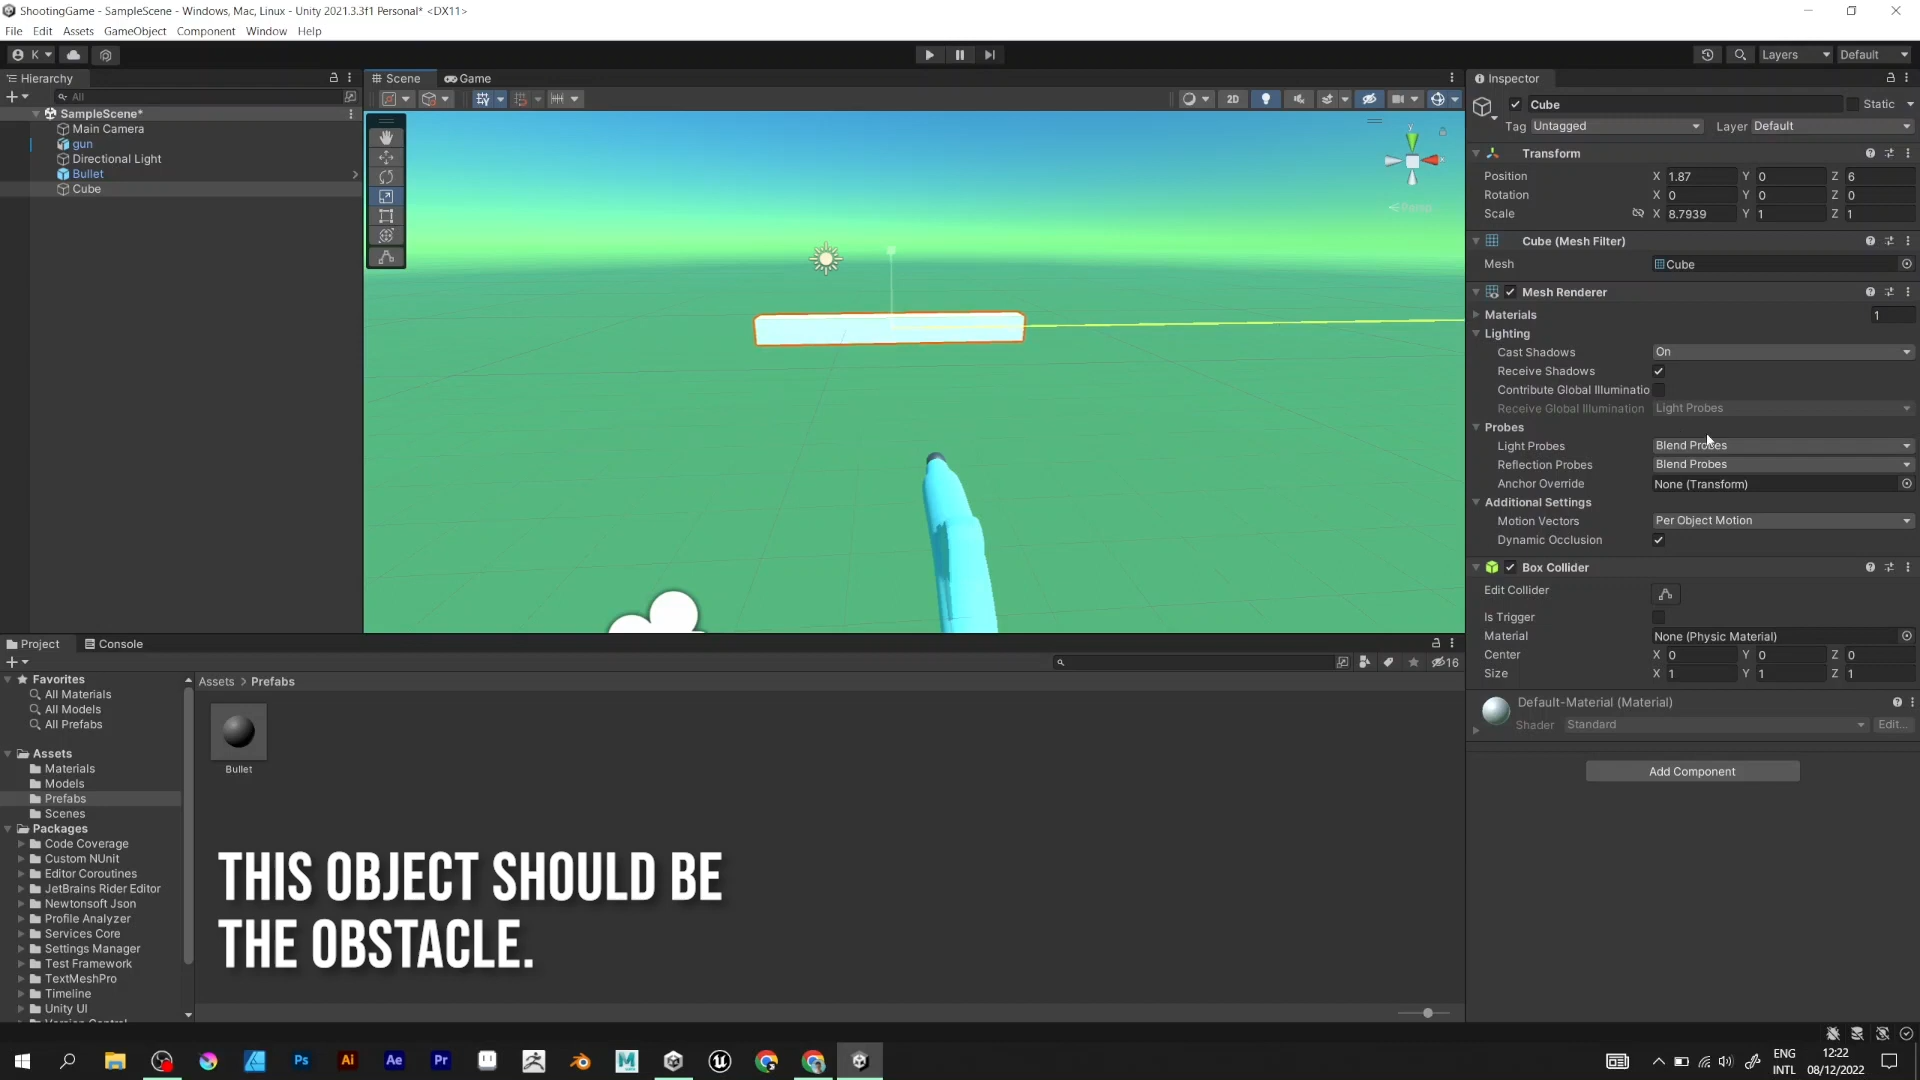 ShootingGame - SampleScene - Windows, Mac, Linux - Unity 2021.3.3f1 Personal* <DX11>
File Edit Assets GameObject Component Window Help
K
Layers
Default
Hierarchy
All
SampleScene*
Main Camera
gun
Directional Light
Bullet
Cube
Scene
Game
2D
y
Persp
Inspector
Cube
Static
Tag Untagged
Layer Default
Transform
Position X 1.87 Y 0 Z 6
Rotation X 0 Y 0 Z 0
Scale X 8.7939 Y 1 Z 1
Cube (Mesh Filter)
Mesh Cube
Mesh Renderer
Materials 1
Lighting
Cast Shadows On
Receive Shadows
Contribute Global Illuminatio
Receive Global Illumination Light Probes
Probes
Light Probes Blend Probes
Reflection Probes Blend Probes
Anchor Override None (Transform)
Additional Settings
Motion Vectors Per Object Motion
Dynamic Occlusion
Box Collider
Edit Collider
Is Trigger
Material None (Physic Material)
Center X 0 Y 0 Z 0
Size X 1 Y 1 Z 1
Default-Material (Material)
Shader Standard Edit...
Add Component
Project
Console
16
Favorites
All Materials
All Models
All Prefabs
Assets
Materials
Models
Prefabs
Scenes
Packages
Code Coverage
Custom NUnit
Editor Coroutines
JetBrains Rider Editor
Newtonsoft Json
Profile Analyzer
Services Core
Settings Manager
Test Framework
TextMeshPro
Timeline
Unity UI
Assets > Prefabs
Bullet
THIS OBJECT SHOULD BE
THE OBSTACLE.
Ps
Ai
Ae
Pr
ENG
INTL
12:22
08/12/2022